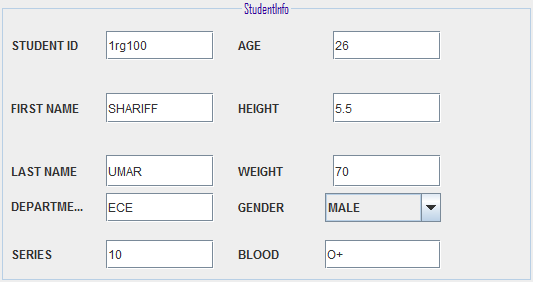 StudentInfo
STUDENT ID 1rg100 AGE 26
FIRST NAME SHARIFF HEIGHT 5.5
LAST NAME UMAR WEIGHT 70
DEPARTME... ECE GENDER MALE
SERIES 10 BLOOD O+